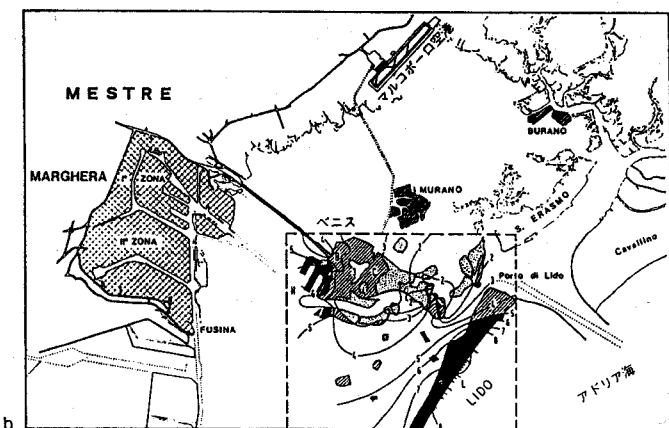 マルコポーロ空港
MESTRE
BURANO
MARGHERA
Iª ZONA
MURANO
S. ERASMO
ベニス
Cavallino
IIª ZONA
Porto di Lido
FUSINA
LIDO
アドリア海
b